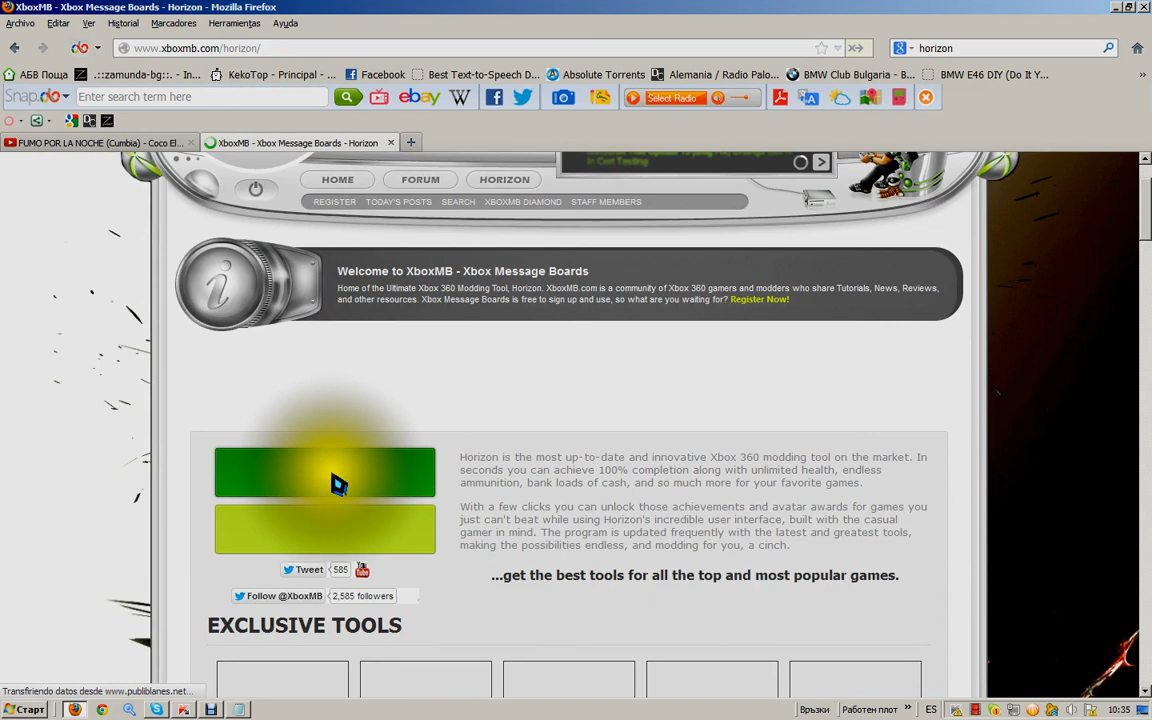 XboxMB - Xbox Message Boards - Horizon - Mozilla Firefox
Archivo Editar Ver Historial Marcadores Herramientas Ayuda
www.xboxmb.com/horizon/
horizon
АБВ Поща
.::zamunda-bg::. - In...
KekoTop - Principal - ...
Facebook
Best Text-to-Speech D...
Absolute Torrents
Alemania / Radio Palo...
BMW Club Bulgaria - B...
BMW E46 DIY (Do It Y...
Snap.do
Enter search term here
ebay
Select Radio
FUMO POR LA NOCHE (Cumbia) - Coco El...
XboxMB - Xbox Message Boards - Horizon
in Cort Trading
HOME FORUM HORIZON
REGISTER TODAY'S POSTS SEARCH XBOXMB DIAMOND STAFF MEMBERS
Welcome to XboxMB - Xbox Message Boards
Home of the Ultimate Xbox 360 Modding Tool, Horizon. XboxMB.com is a community of Xbox 360 gamers and modders who share Tutorials, News, Reviews,
and other resources. Xbox Message Boards is free to sign up and use, so what are you waiting for? Register Now!
Horizon is the most up-to-date and innovative Xbox 360 modding tool on the market. In
seconds you can achieve 100% completion along with unlimited health, endless
ammunition, bank loads of cash, and so much more for your favorite games.
With a few clicks you can unlock those achievements and avatar awards for games you
just can't beat while using Horizon's incredible user interface, built with the casual
gamer in mind. The program is updated frequently with the latest and greatest tools,
making the possibilities endless, and modding for you, a cinch.
...get the best tools for all the top and most popular games.
Tweet 585 You Tube
Follow @XboxMB 2,585 followers
EXCLUSIVE TOOLS
Transfiriendo datos desde www.publiblanes.net...
Старт
Връзки
Работен плот
ES
10:35